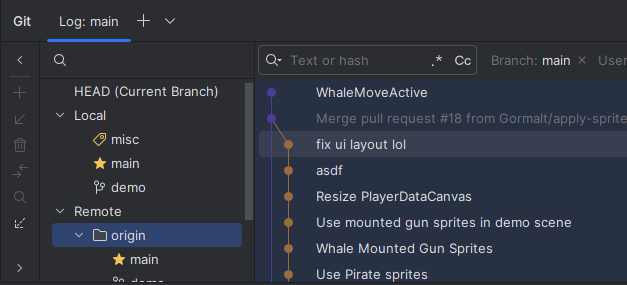 Git Log: main
Text or hash .* Cc Branch: main User
HEAD (Current Branch)
Local
misc
main
demo
Remote
origin
main
demo
WhaleMoveActive
Merge pull request #18 from Gormalt/apply-sprite
fix ui layout lol
asdf
Resize PlayerDataCanvas
Use mounted gun sprites in demo scene
Whale Mounted Gun Sprites
Use Pirate sprites